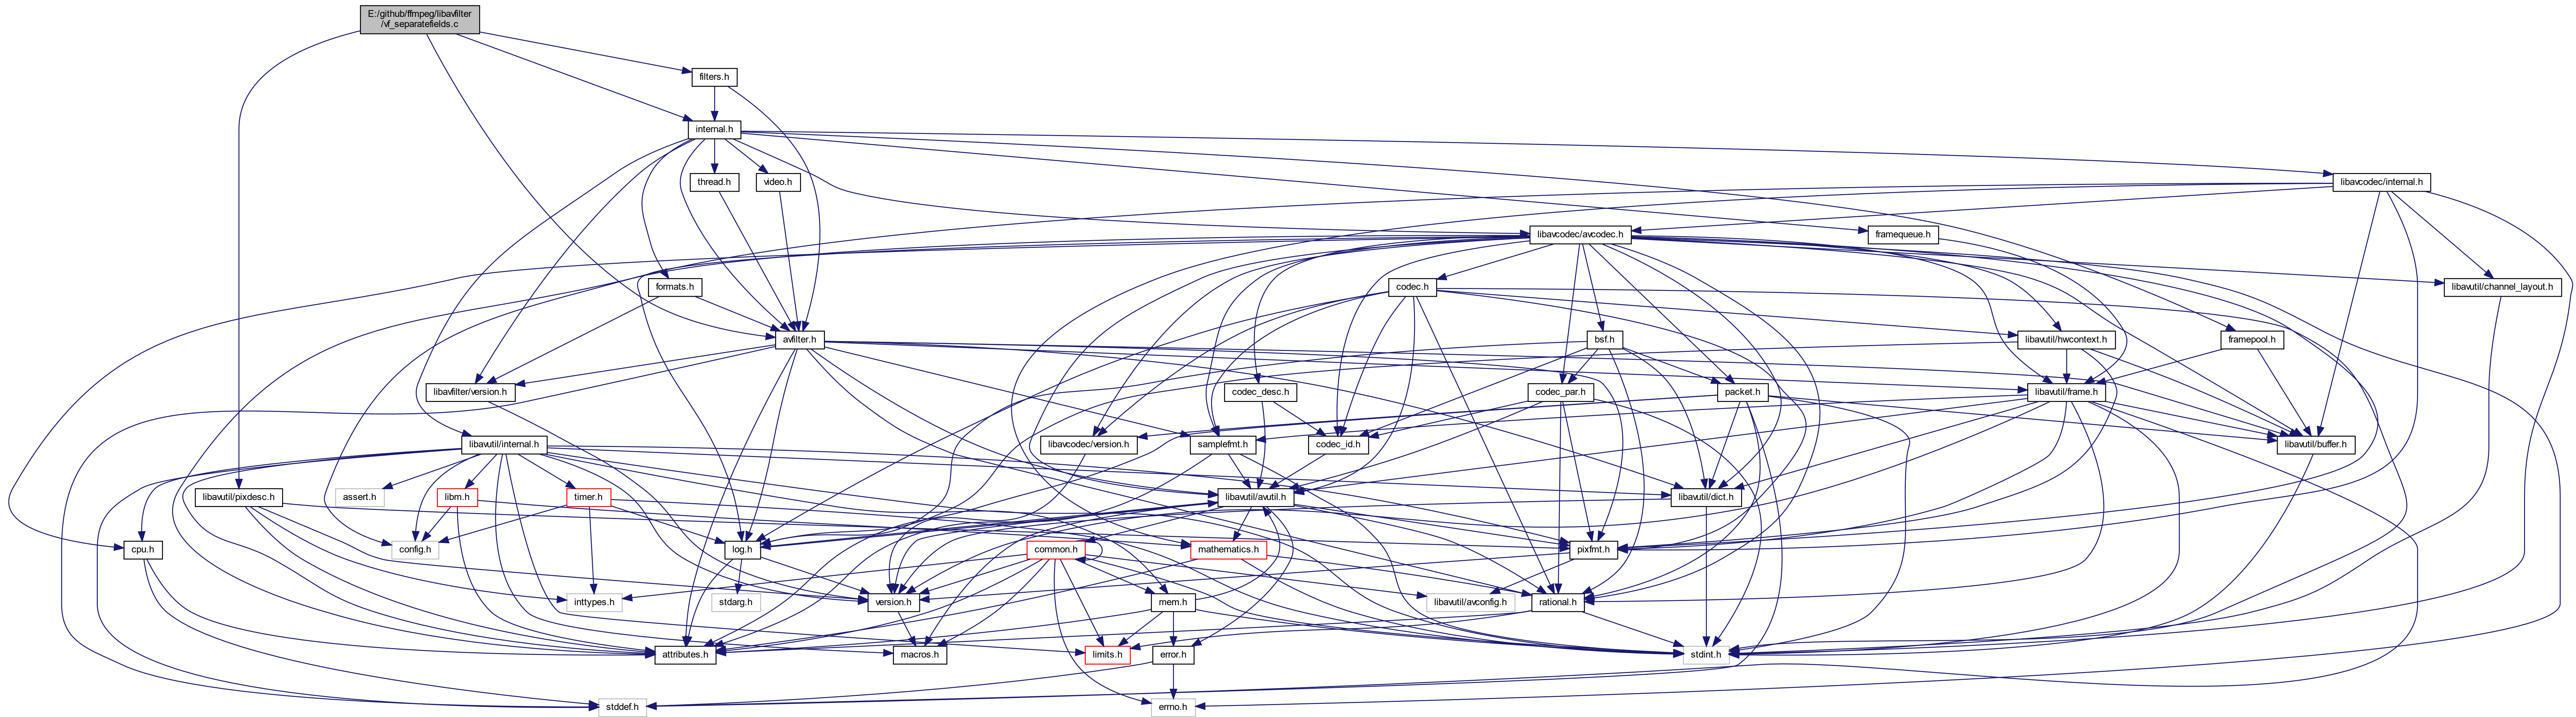 E:/github/ffmpeg/libavfilter
/vf_separatefields.c
filters.h
internal.h
thread.h
video.h
libavcodec/internal.h
libavcodec/avcodec.h
framequeue.h
formats.h
codec.h
libavutil/channel_layout.h
avfilter.h
bsf.h
libavutil/hwcontext.h
framepool.h
libavfilter/version.h
codec_desc.h
codec_par.h
packet.h
libavutil/frame.h
libavutil/internal.h
libavcodec/version.h
samplefmt.h
codec_id.h
libavutil/buffer.h
libavutil/pixdesc.h
assert.h
libm.h
timer.h
libavutil/avutil.h
libavutil/dict.h
cpu.h
config.h
log.h
common.h
mathematics.h
pixfmt.h
inttypes.h
stdarg.h
version.h
mem.h
libavutil/avconfig.h
rational.h
attributes.h
macros.h
limits.h
error.h
stdint.h
stddef.h
errno.h